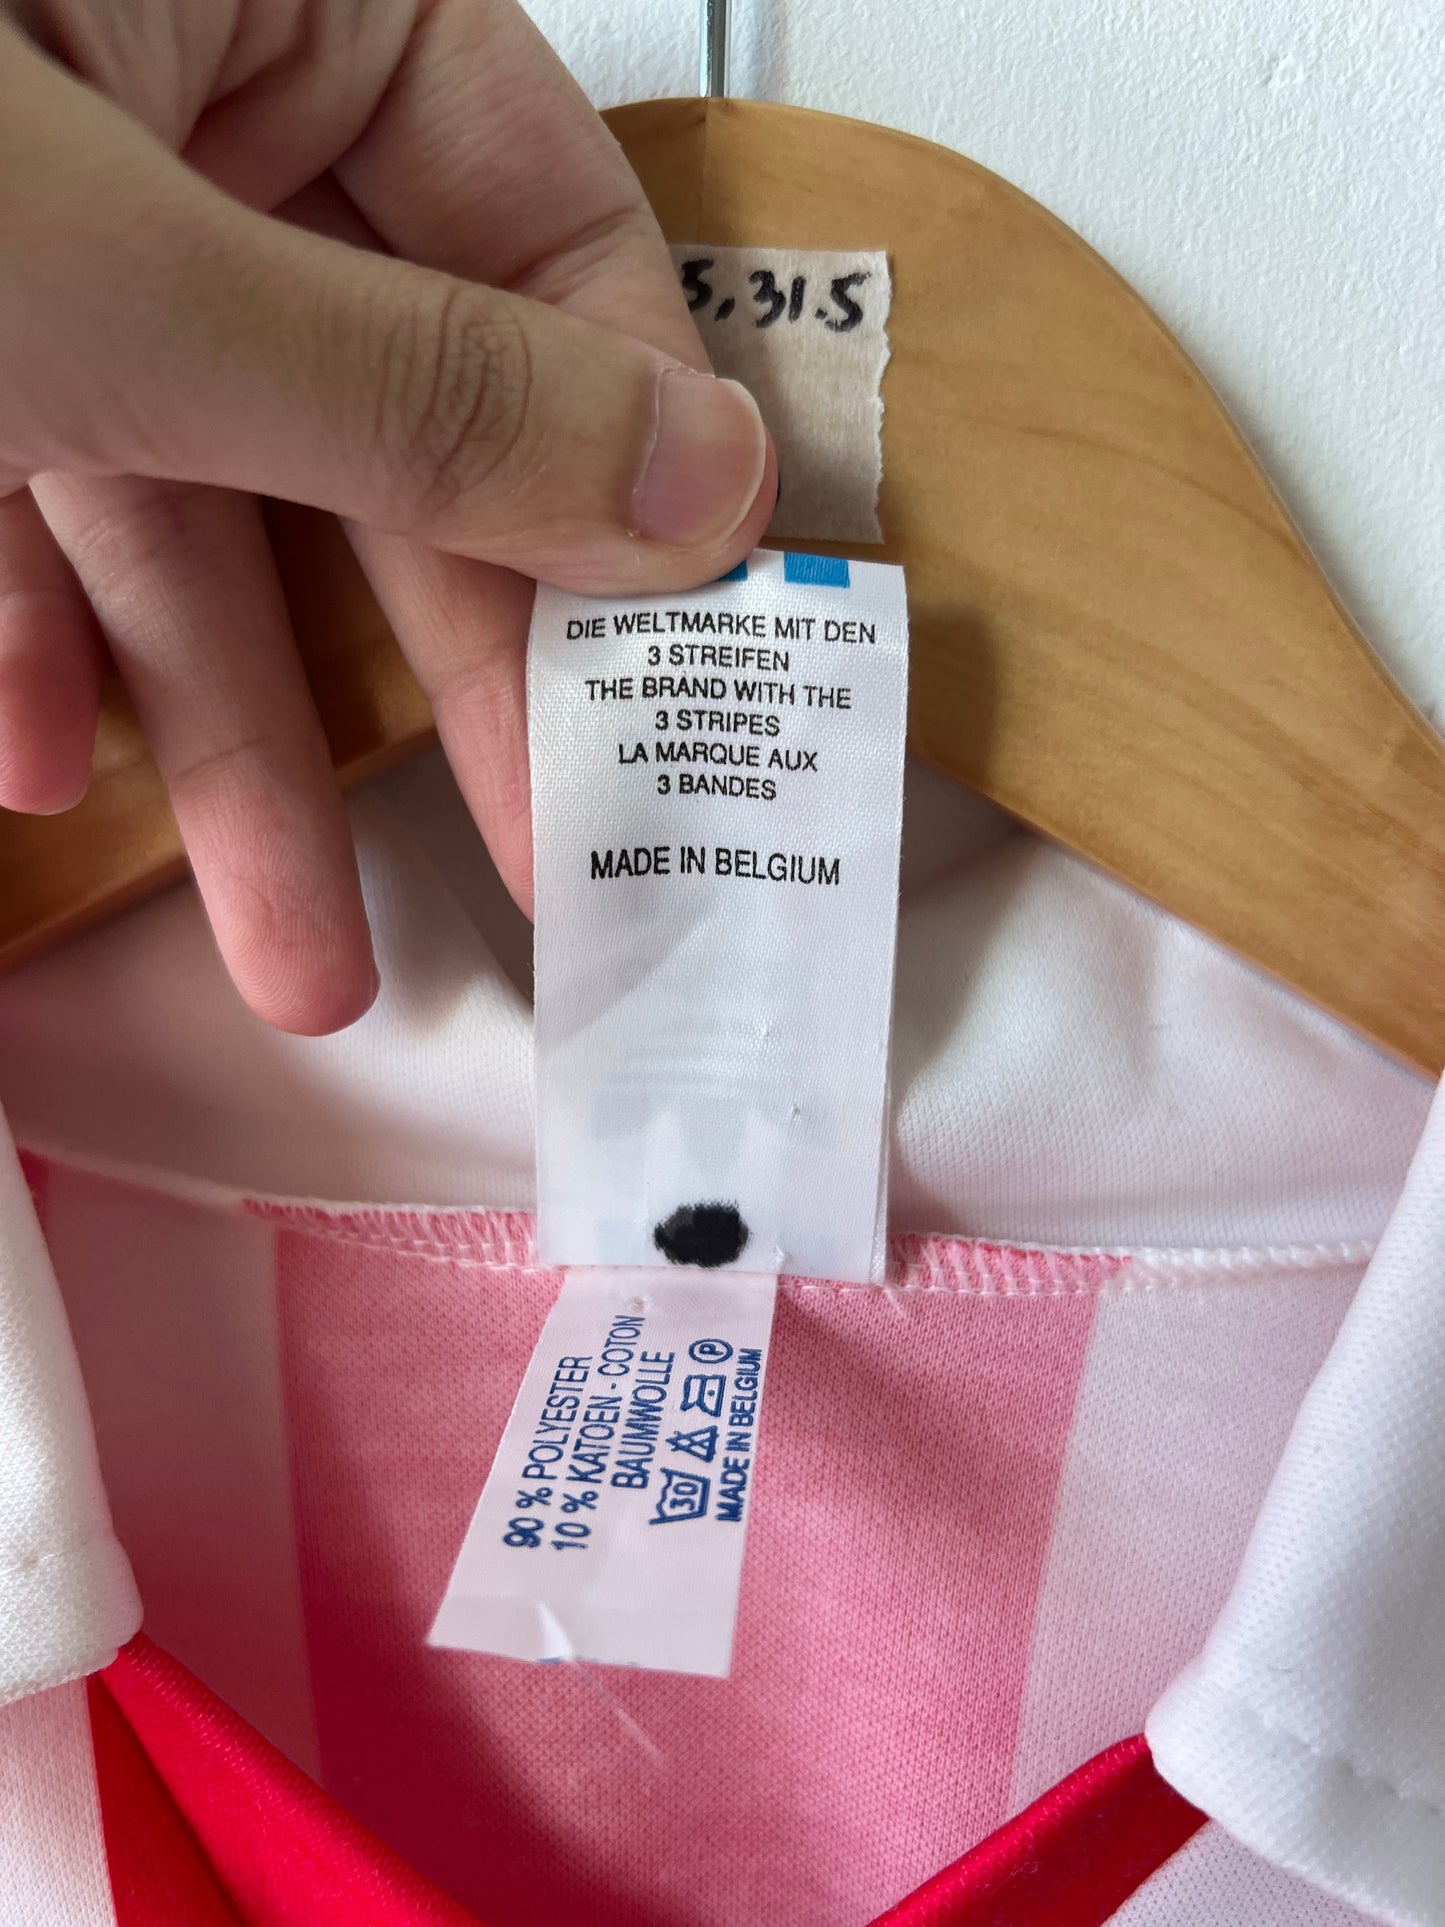 5, 31.5
DIE WELTMARKE MIT DEN
3 STREIFEN
THE BRAND WITH THE
3 STRIPES
LA MARQUE AUX
3 BANDES
MADE IN BELGIUM
90 % POLYESTER
10 % KATOEN - COTON
BAUMWOLLE
30
P
MADE IN BELGIUM